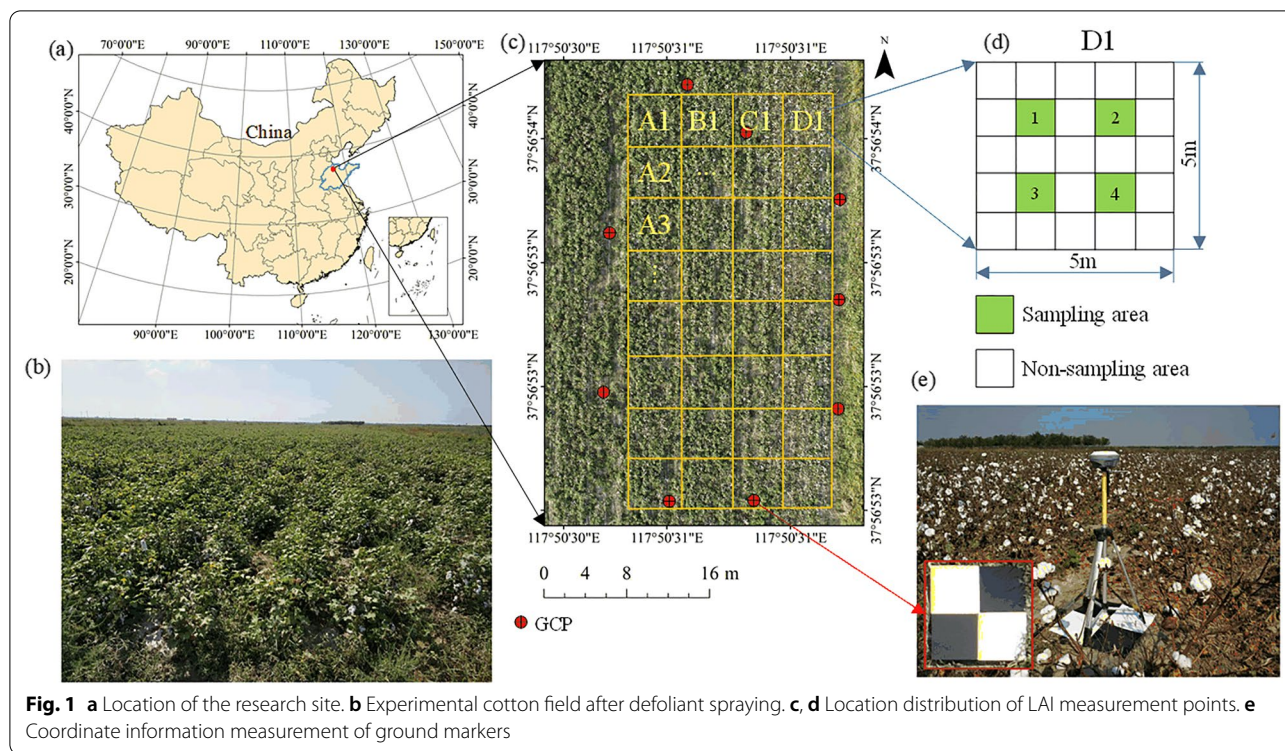 (a)
70°0'0"E 90°0'0"E 110°0'0"E 130°0'0"E 150°0'0"E
40°0'0"N
30°0'0"N
20°0'0"N
China
40°0'0"N
30°0'0"N
20°0'0"N
90°0'0"E 100°0'0"E 110°0'0"E 120°0'0"E 130°0'0"E
(b)
(c)
117°50'30"E 117°50'31"E 117°50'31"E
N
A1 B1 C1 D1
A2 ...
A3
⋮
37°56'54"N
37°56'53"N
37°56'53"N
37°56'53"N
37°56'54"N
37°56'53"N
37°56'53"N
37°56'53"N
117°50'30"E 117°50'31"E 117°50'31"E
0 4 8 16 m
GCP
(d)
D1
1 2
3 4
5m
5m
Sampling area
Non-sampling area
(e)
Fig. 1 a Location of the research site. b Experimental cotton field after defoliant spraying. c, d Location distribution of LAI measurement points. e
Coordinate information measurement of ground markers